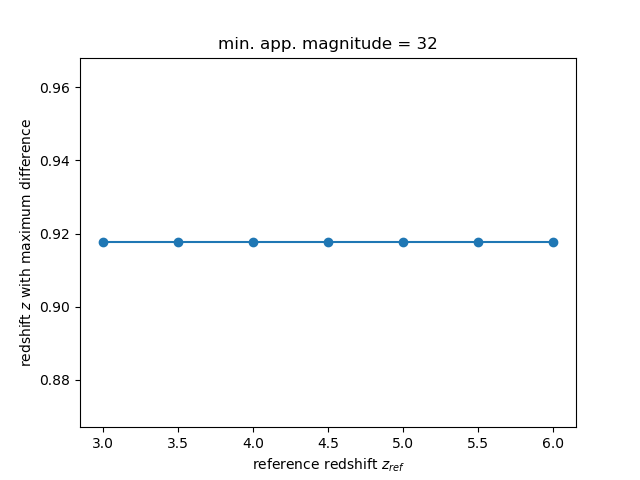 min. app. magnitude = 32
redshift z with maximum difference
0.96
0.94
0.92
0.90
0.88
3.0 3.5 4.0 4.5 5.0 5.5 6.0
reference redshift z_ref